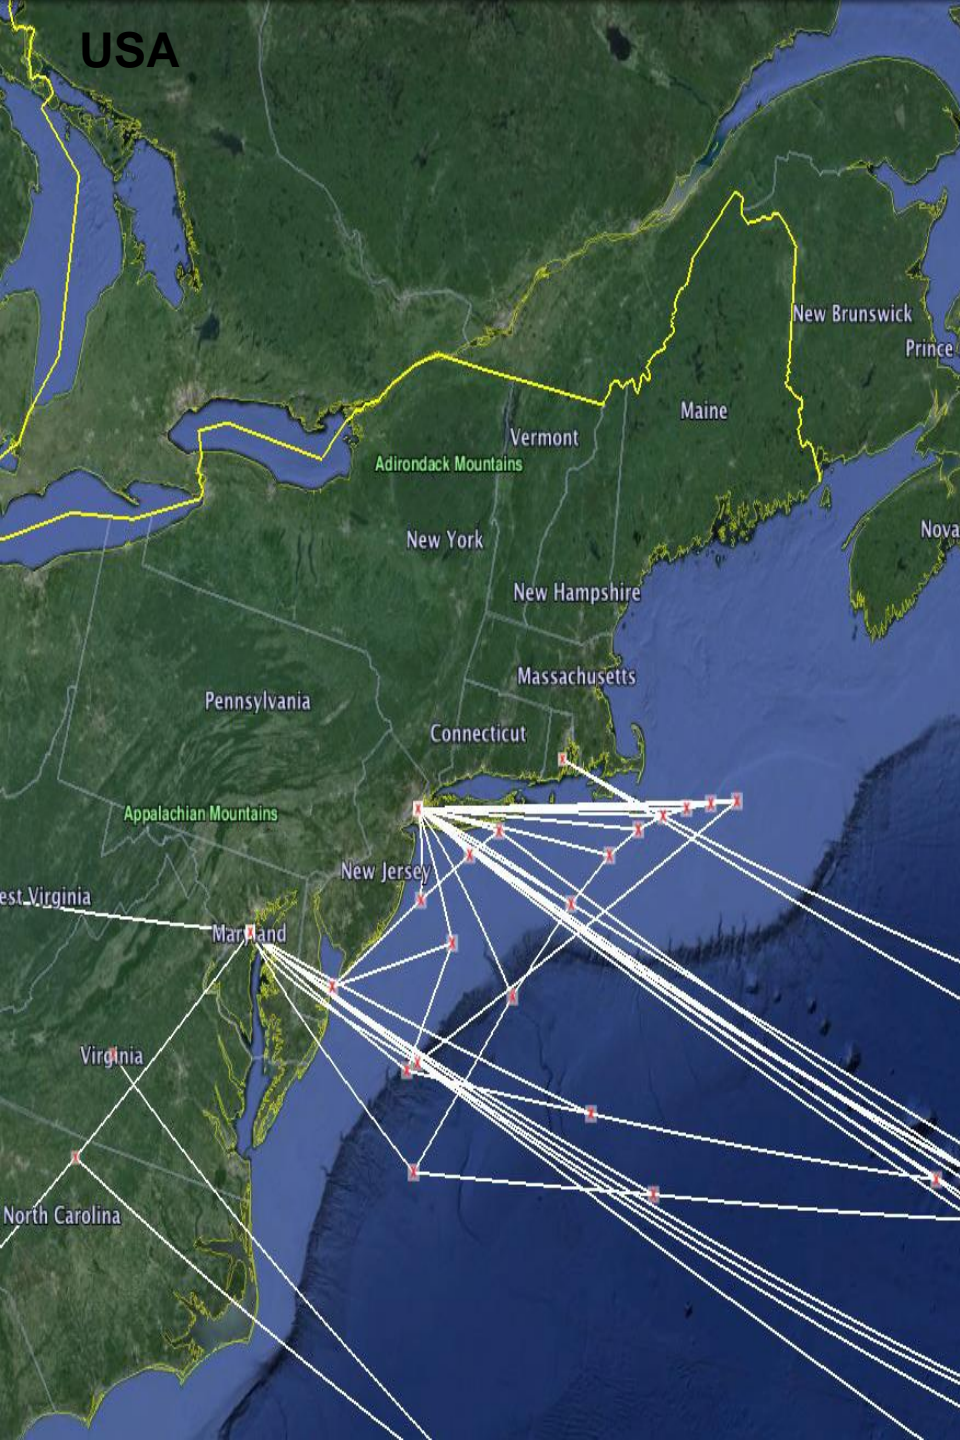 USA
New Brunswick
Prince
Maine
Vermont
Adirondack Mountains
Nova
New York
New Hampshire
Massachusetts
Pennsylvania
Connecticut
Appalachian Mountains
New Jersey
est Virginia
Maryland
Virginia
North Carolina